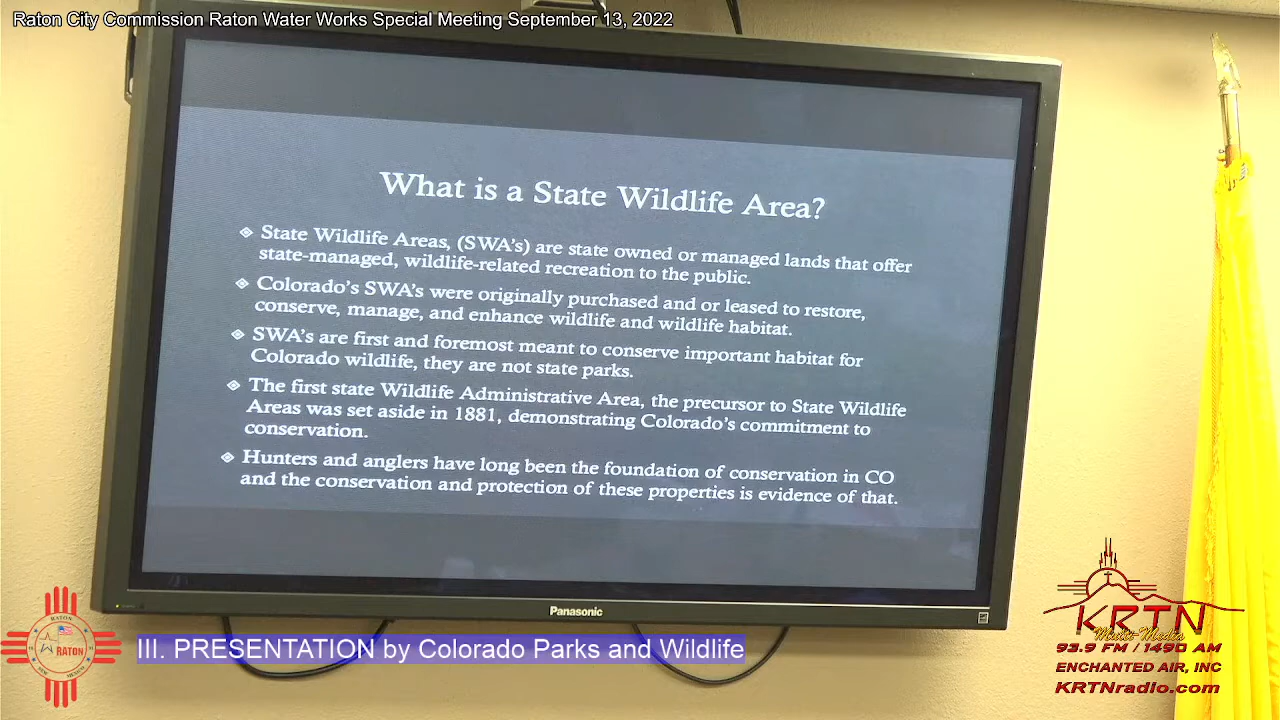 Raton City Commission Raton Water Works Special Meeting September 13, 2022
What is a State Wildlife Area?
State Wildlife Areas, (SWA's) are state owned or managed lands that offer
state-managed, wildlife-related recreation to the public.
Colorado's SWA's were originally purchased and or leased to restore,
conserve, manage, and enhance wildlife and wildlife habitat.
SWA's are first and foremost meant to conserve important habitat for
Colorado wildlife, they are not state parks.
The first state Wildlife Administrative Area, the precursor to State Wildlife
Areas was set aside in 1881, demonstrating Colorado's commitment to
conservation.
Hunters and anglers have long been the foundation of conservation in CO
and the conservation and protection of these properties is evidence of that.
Panasonic
RATON
RATON
NEW MEXICO
III. PRESENTATION by Colorado Parks and Wildlife
KRTN
Multi-Media
93.9 FM / 1490 AM
ENCHANTED AIR, INC
KRTNradio.com